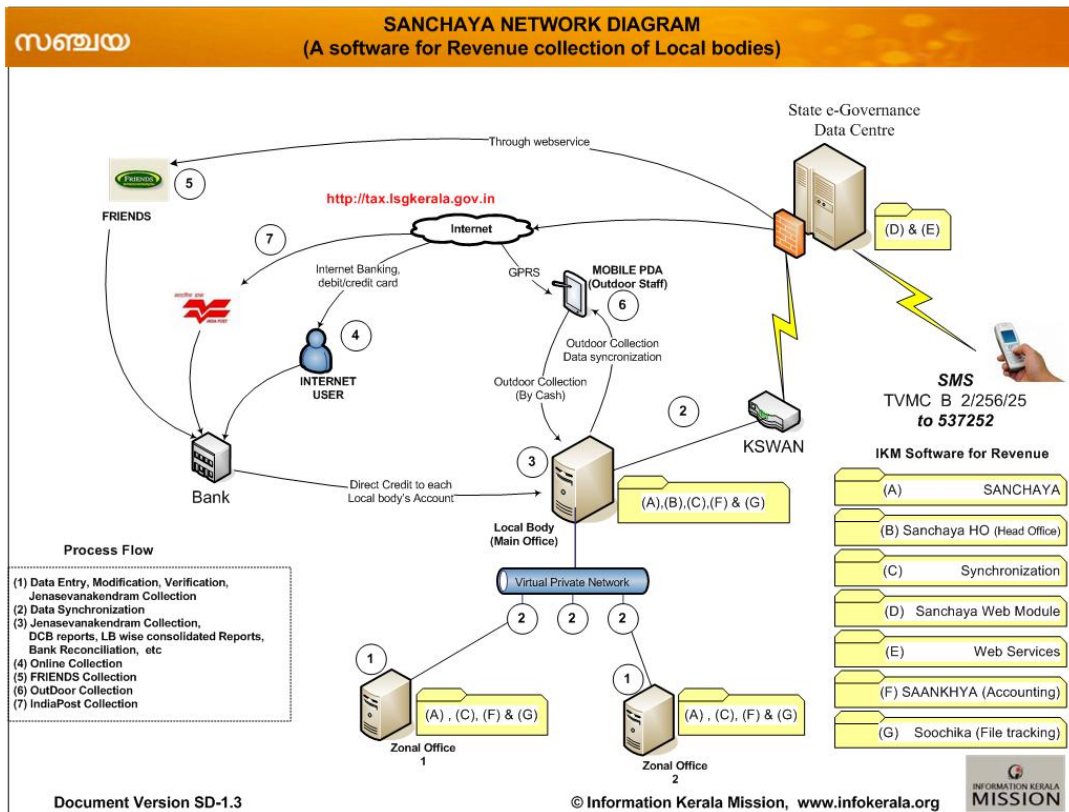 സഞ്ചയ
SANCHAYA NETWORK DIAGRAM
(A software for Revenue collection of Local bodies)
State e-Governance
Data Centre
Through webservice
FRIENDS
5
FRIENDS
http://tax.lsgkerala.gov.in
Internet
7
(D) & (E)
Internet Banking,
debit/credit card
GPRS
MOBILE PDA
(Outdoor Staff)
6
INDIA POST
4
INTERNET
USER
Outdoor Collection
Data syncronization
Outdoor Collection
(By Cash)
2
SMS
TVMC B 2/256/25
to 537252
KSWAN
3
Bank
Direct Credit to each
Local body's Account
(A),(B),(C),(F) & (G)
Local Body
(Main Office)
IKM Software for Revenue
(A) SANCHAYA
(B) Sanchaya HO (Head Office)
(C) Synchronization
(D) Sanchaya Web Module
(E) Web Services
(F) SAANKHYA (Accounting)
(G) Soochika (File tracking)
Process Flow
(1) Data Entry, Modification, Verification,
Jenasevanakendram Collection
(2) Data Synchronization
(3) Jenasevanakendram Collection,
DCB reports, LB wise consolidated Reports,
Bank Reconciliation, etc
(4) Online Collection
(5) FRIENDS Collection
(6) OutDoor Collection
(7) IndiaPost Collection
Virtual Private Network
2 2 2
1
(A) , (C), (F) & (G)
Zonal Office
1
1
(A) , (C), (F) & (G)
Zonal Office
2
INFORMATION KERALA
MISSION
Document Version SD-1.3
© Information Kerala Mission, www.infokerala.org